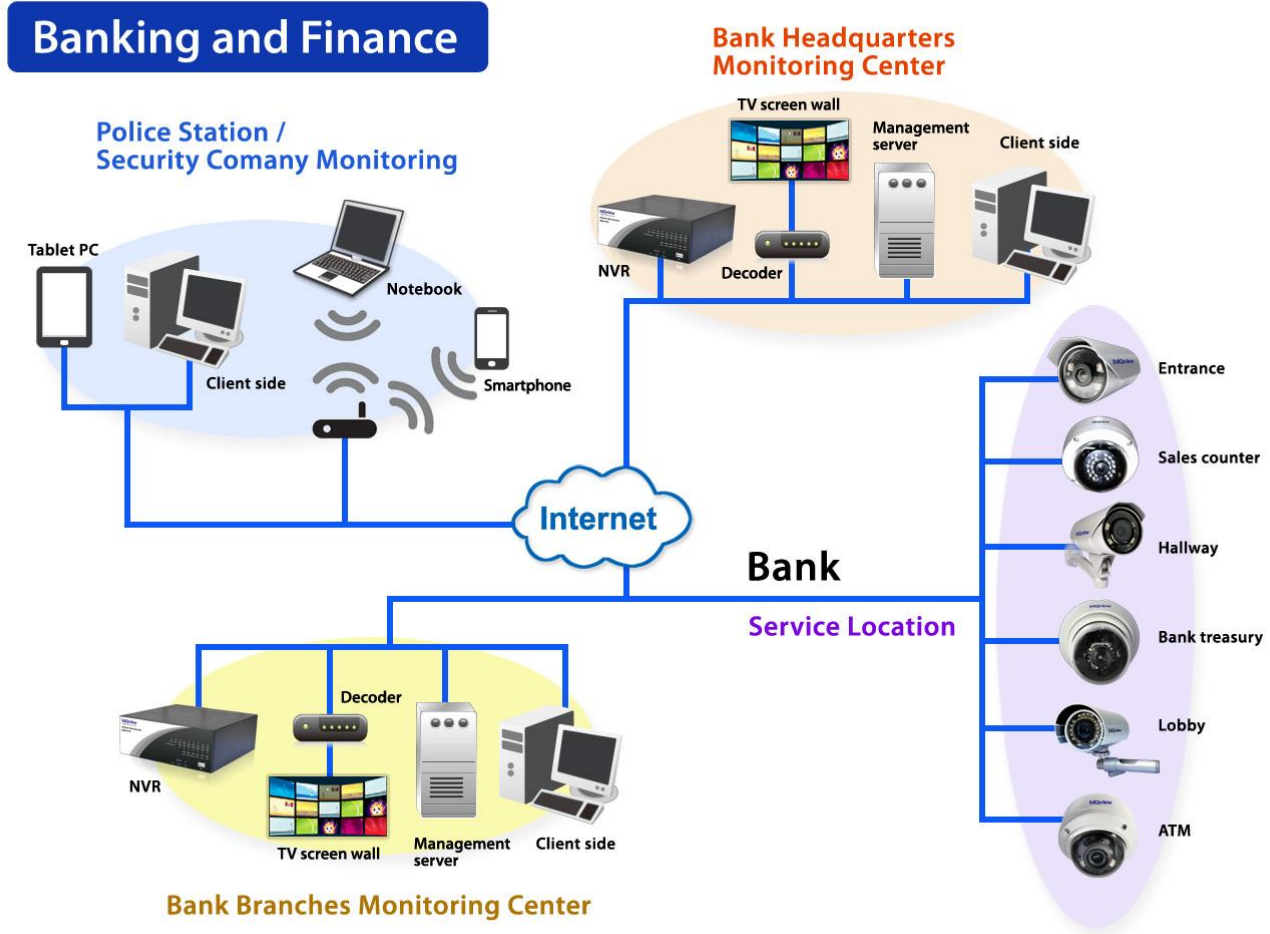 Banking and Finance
Bank Headquarters
Monitoring Center
TV screen wall
Management
server
Client side
NVR
Decoder
Police Station /
Security Comany Monitoring
Tablet PC
Notebook
Client side
Smartphone
Internet
Bank
Service Location
Entrance
Sales counter
Hallway
Bank treasury
Lobby
ATM
Decoder
NVR
TV screen wall
Management
server
Client side
Bank Branches Monitoring Center